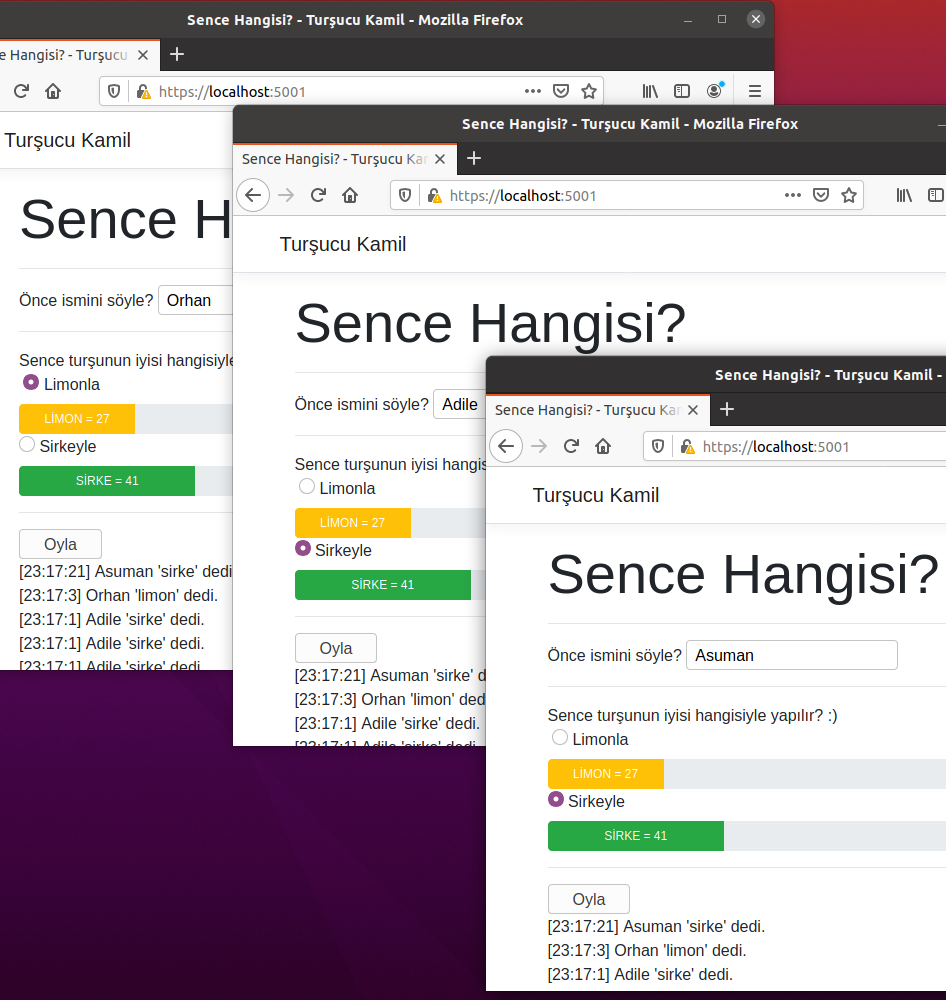 Sence Hangisi? - Turşucu Kamil - Mozilla Firefox
e Hangisi? - Turşucu
https://localhost:5001
Turşucu Kamil
Sence H
Önce ismini söyle? Orhan
Sence turşunun iyisi hangisiyle
Limonla
LİMON = 27
Sirkeyle
SİRKE = 41
Oyla
[23:17:21] Asuman 'sirke' dedi
[23:17:3] Orhan 'limon' dedi.
[23:17:1] Adile 'sirke' dedi.
[23:17:1] Adile 'sirke' dedi.
[23:17:1] Adile 'sirke' dedi.
Sence Hangisi? - Turşucu Kamil - Mozilla Firefox
Sence Hangisi? - Turşucu Kar
https://localhost:5001
Turşucu Kamil
Sence Hangisi?
Önce ismini söyle? Adile
Sence turşunun iyisi hangis
Limonla
LİMON = 27
Sirkeyle
SİRKE = 41
Oyla
[23:17:21] Asuman 'sirke' d
[23:17:3] Orhan 'limon' ded
[23:17:1] Adile 'sirke' dedi.
[23:17:1] Adile 'sirke' dedi.
Sence Hangisi? - Turşucu Kamil -
Sence Hangisi? - Turşucu Kar
https://localhost:5001
Turşucu Kamil
Sence Hangisi?
Önce ismini söyle? Asuman
Sence turşunun iyisi hangisiyle yapılır? :)
Limonla
LİMON = 27
Sirkeyle
SİRKE = 41
Oyla
[23:17:21] Asuman 'sirke' dedi.
[23:17:3] Orhan 'limon' dedi.
[23:17:1] Adile 'sirke' dedi.